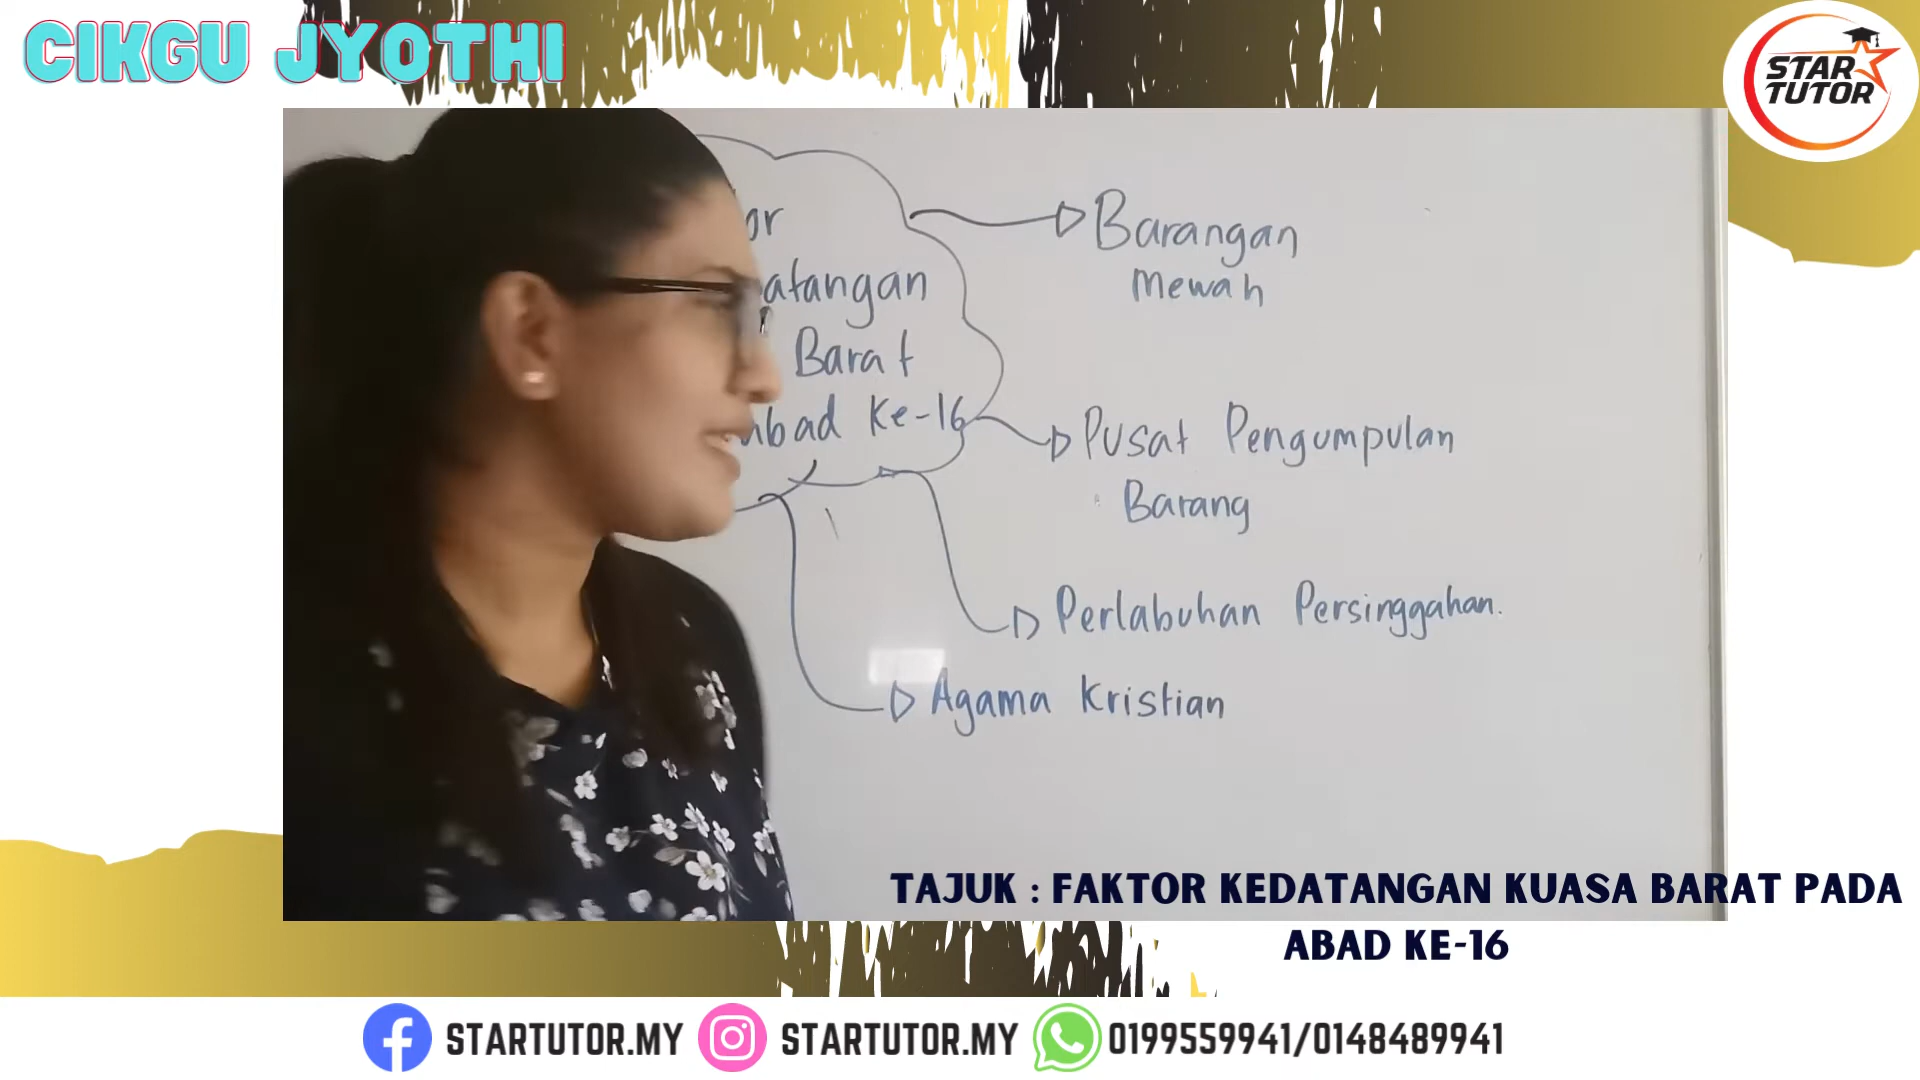 CIKGU JYOTHI
STAR
TUTOR
Barat
Ke-16
Barangan
Mewah
Pusat Pengumpulan
Barang
Perlabuhan Persinggahan.
Agama Kristian
TAJUK : FAKTOR KEDATANGAN KUASA BARAT PADA
ABAD KE-16
STARTUTOR.MY STARTUTOR.MY 0199559941/0148489941